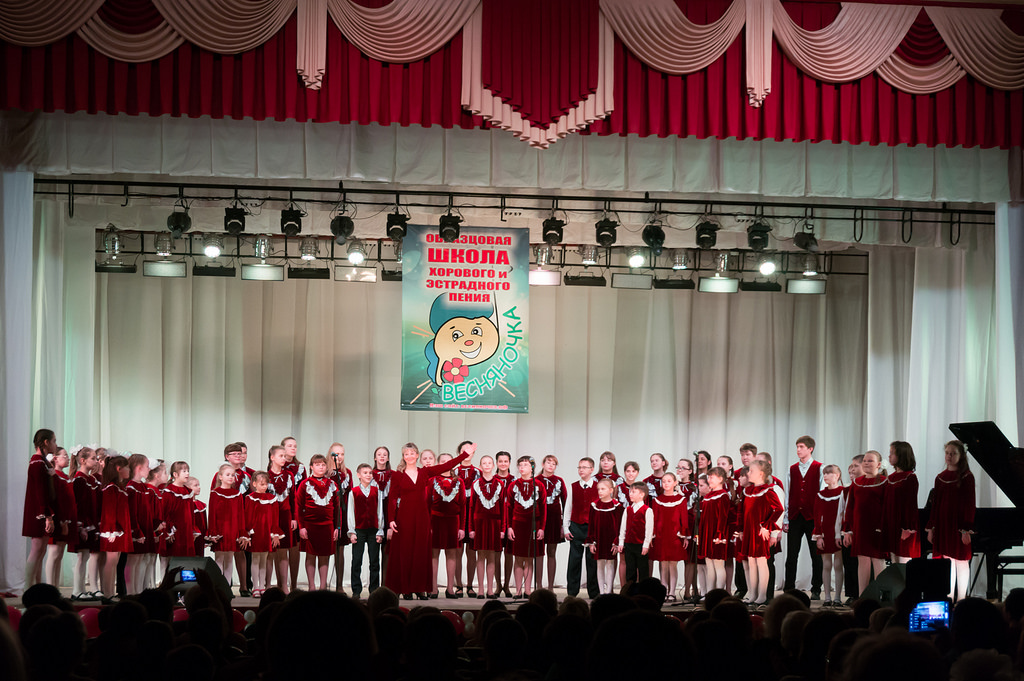 ОБРАЗЦОВАЯ
ШКОЛА
ХОРОВОГО и
ЭСТРАДНОГО
ПЕНИЯ
ВЕСНЯНОЧКА